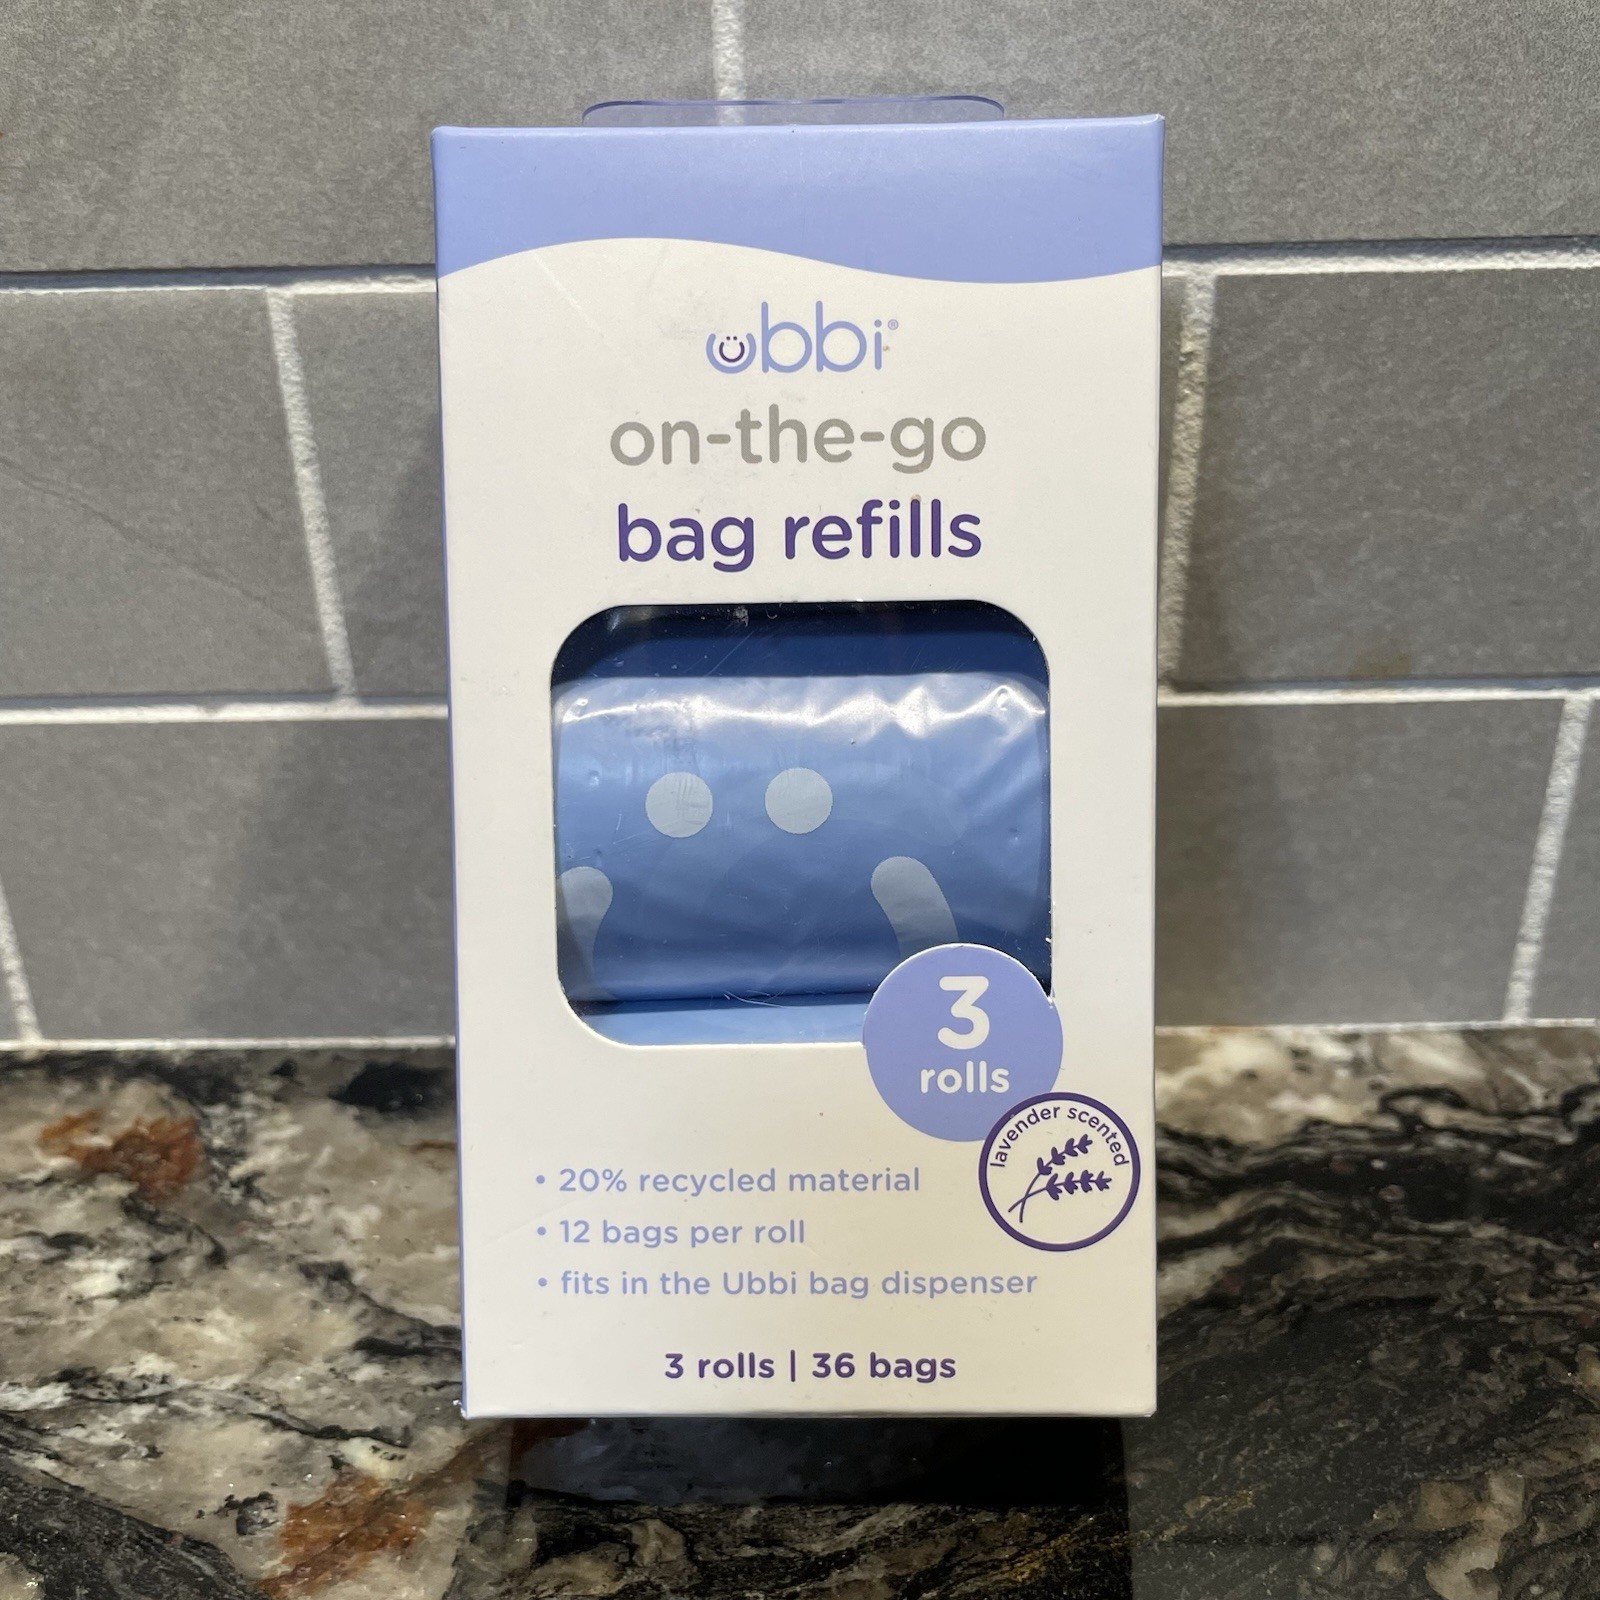 ubbi®
on-the-go
bag refills
3
rolls
lavender scented
• 20% recycled material
• 12 bags per roll
• fits in the Ubbi bag dispenser
3 rolls | 36 bags